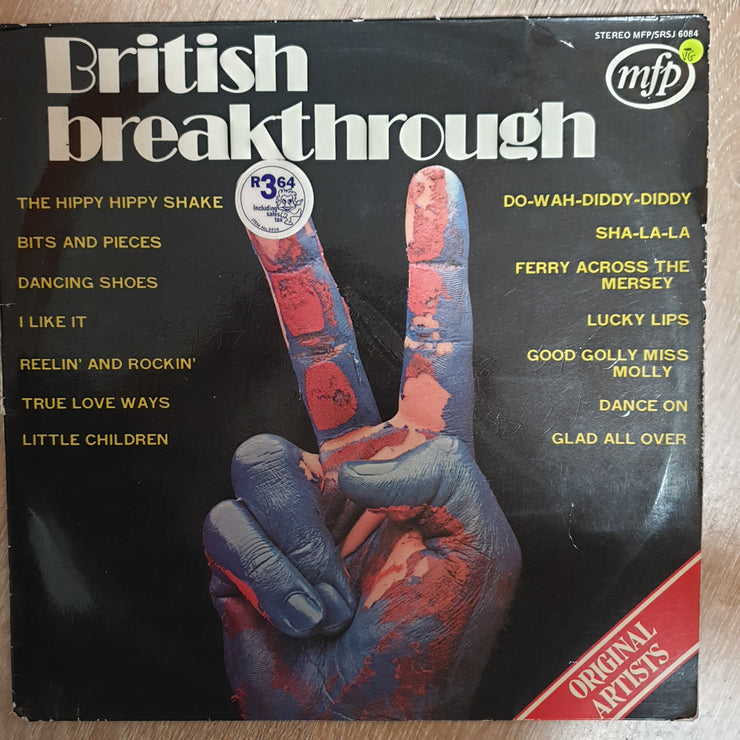 STEREO MFP/SRSJ 6084
British
breakthrough
mfp
VG
R3 64
Including
sales
tax
THE HIPPY HIPPY SHAKE
BITS AND PIECES
DANCING SHOES
I LIKE IT
REELIN' AND ROCKIN'
TRUE LOVE WAYS
LITTLE CHILDREN
DO-WAH-DIDDY-DIDDY
SHA-LA-LA
FERRY ACROSS THE
MERSEY
LUCKY LIPS
GOOD GOLLY MISS
MOLLY
DANCE ON
GLAD ALL OVER
ORIGINAL
ARTISTS